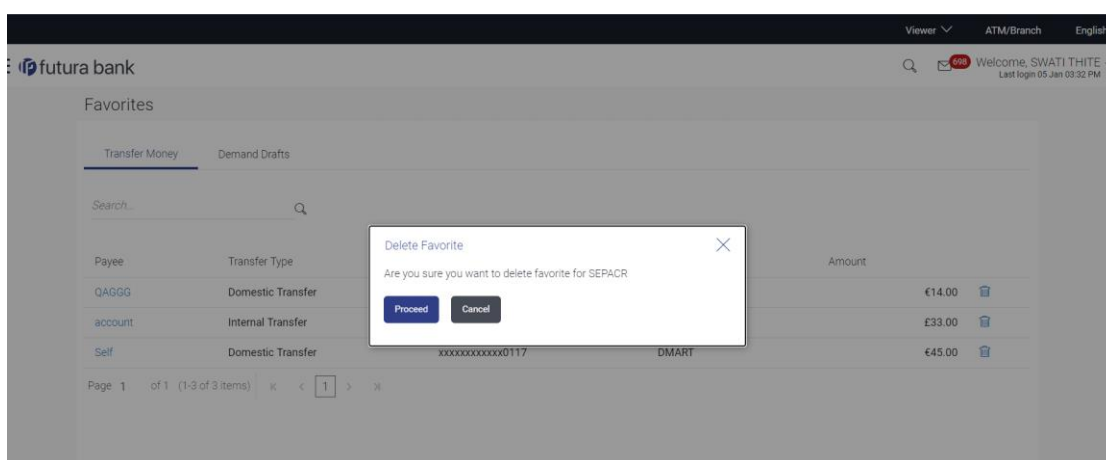 Viewer ATM/Branch English
futura bank 698 Welcome, SWATI THITE
Last login 05 Jan 03:32 PM
Favorites
Transfer Money Demand Drafts
Search...
Delete Favorite
Are you sure you want to delete favorite for SEPACR
Proceed Cancel
Payee Transfer Type Amount
QAGGG Domestic Transfer €14.00
account Internal Transfer £33.00
Self Domestic Transfer xxxxxxxxxxxx0117 DMART €45.00
Page 1 of 1 (1-3 of 3 items) 1